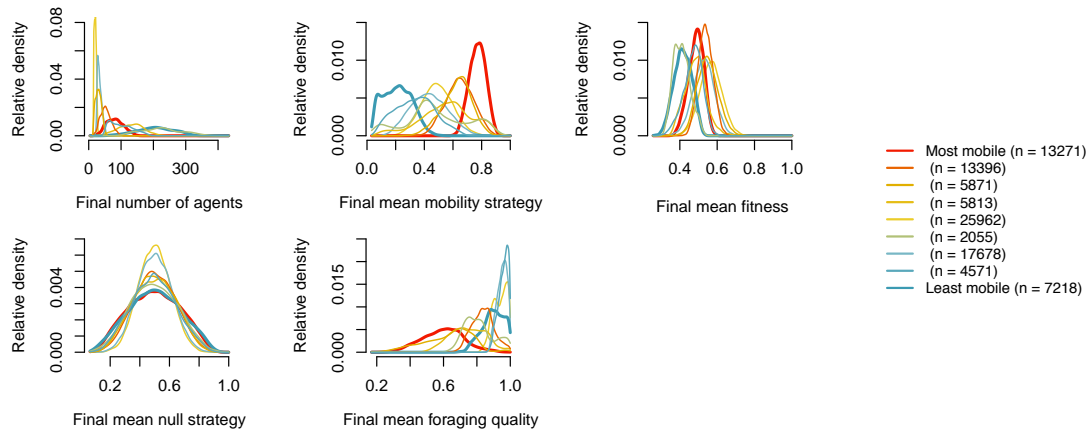 Relative density
0.00
0.04
0.08
0
100
300
Final number of agents
Relative density
0.000
0.010
0.0
0.4
0.8
Final mean mobility strategy
Relative density
0.000
0.010
0.4
0.6
0.8
1.0
Final mean fitness
Most mobile (n = 13271)
(n = 13396)
(n = 5871)
(n = 5813)
(n = 25962)
(n = 2055)
(n = 17678)
(n = 4571)
Least mobile (n = 7218)
Relative density
0.000
0.004
0.2
0.6
1.0
Final mean null strategy
Relative density
0.000
0.015
0.2
0.6
1.0
Final mean foraging quality